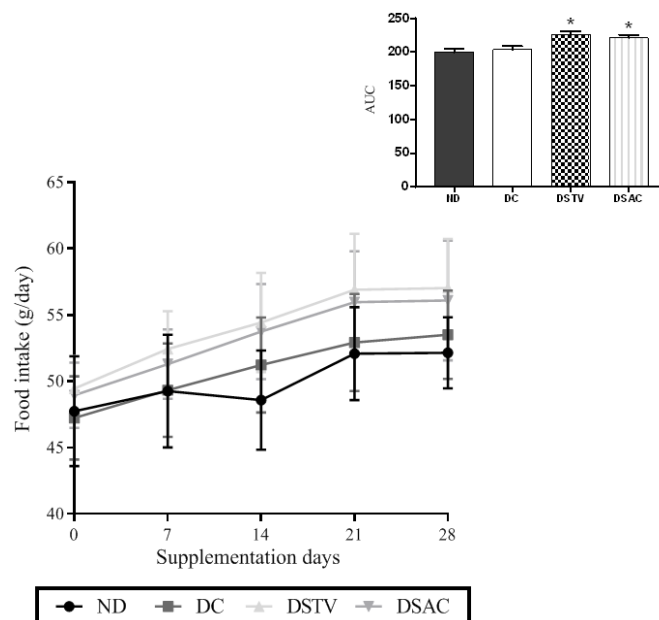 250
200
150
100
50
0
AUC
* *
ND DC DSTV DSAC
65
60
55
50
45
40
Food intake (g/day)
0 7 14 21 28
Supplementation days
ND DC DSTV DSAC